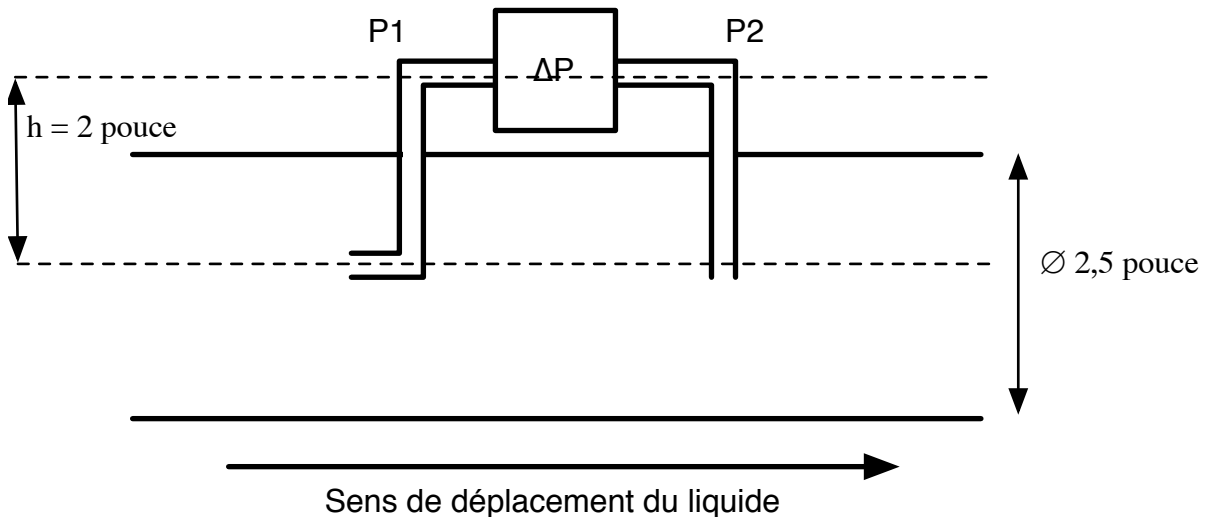 P1
P2
ΔP
h = 2 pouce
∅ 2,5 pouce
Sens de déplacement du liquide